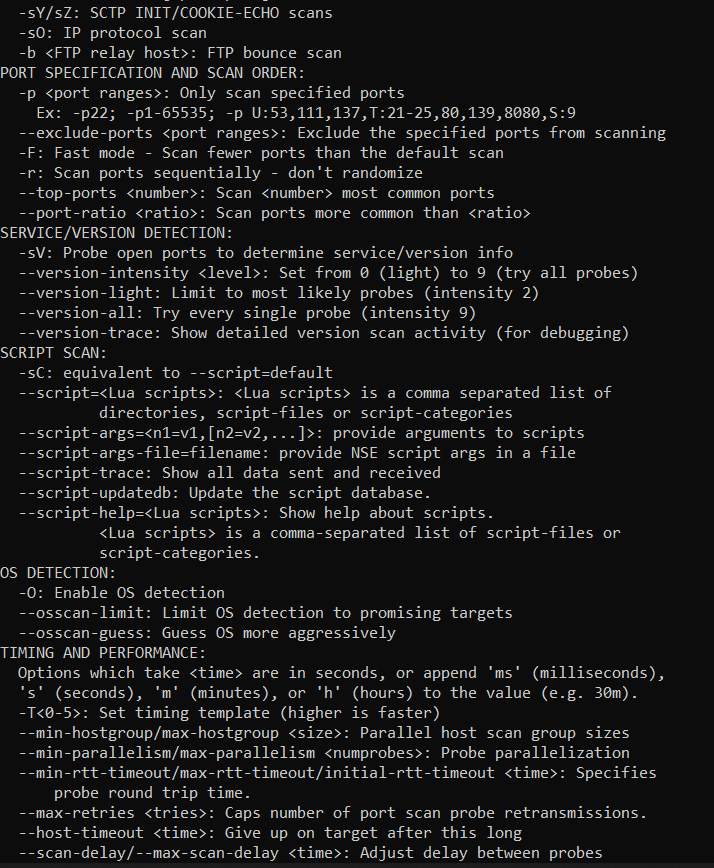 -sY/sZ: SCTP INIT/COOKIE-ECHO scans
-sO: IP protocol scan
-b <FTP relay host>: FTP bounce scan
PORT SPECIFICATION AND SCAN ORDER:
-p <port ranges>: Only scan specified ports
Ex: -p22; -p1-65535; -p U:53,111,137,T:21-25,80,139,8080,S:9
--exclude-ports <port ranges>: Exclude the specified ports from scanning
-F: Fast mode - Scan fewer ports than the default scan
-r: Scan ports sequentially - don't randomize
--top-ports <number>: Scan <number> most common ports
--port-ratio <ratio>: Scan ports more common than <ratio>
SERVICE/VERSION DETECTION:
-sV: Probe open ports to determine service/version info
--version-intensity <level>: Set from 0 (light) to 9 (try all probes)
--version-light: Limit to most likely probes (intensity 2)
--version-all: Try every single probe (intensity 9)
--version-trace: Show detailed version scan activity (for debugging)
SCRIPT SCAN:
-sC: equivalent to --script=default
--script=<Lua scripts>: <Lua scripts> is a comma separated list of
directories, script-files or script-categories
--script-args=<n1=v1,[n2=v2,...]>: provide arguments to scripts
--script-args-file=filename: provide NSE script args in a file
--script-trace: Show all data sent and received
--script-updatedb: Update the script database.
--script-help=<Lua scripts>: Show help about scripts.
<Lua scripts> is a comma-separated list of script-files or
script-categories.
OS DETECTION:
-O: Enable OS detection
--osscan-limit: Limit OS detection to promising targets
--osscan-guess: Guess OS more aggressively
TIMING AND PERFORMANCE:
Options which take <time> are in seconds, or append 'ms' (milliseconds),
's' (seconds), 'm' (minutes), or 'h' (hours) to the value (e.g. 30m).
-T<0-5>: Set timing template (higher is faster)
--min-hostgroup/max-hostgroup <size>: Parallel host scan group sizes
--min-parallelism/max-parallelism <numprobes>: Probe parallelization
--min-rtt-timeout/max-rtt-timeout/initial-rtt-timeout <time>: Specifies
probe round trip time.
--max-retries <tries>: Caps number of port scan probe retransmissions.
--host-timeout <time>: Give up on target after this long
--scan-delay/--max-scan-delay <time>: Adjust delay between probes